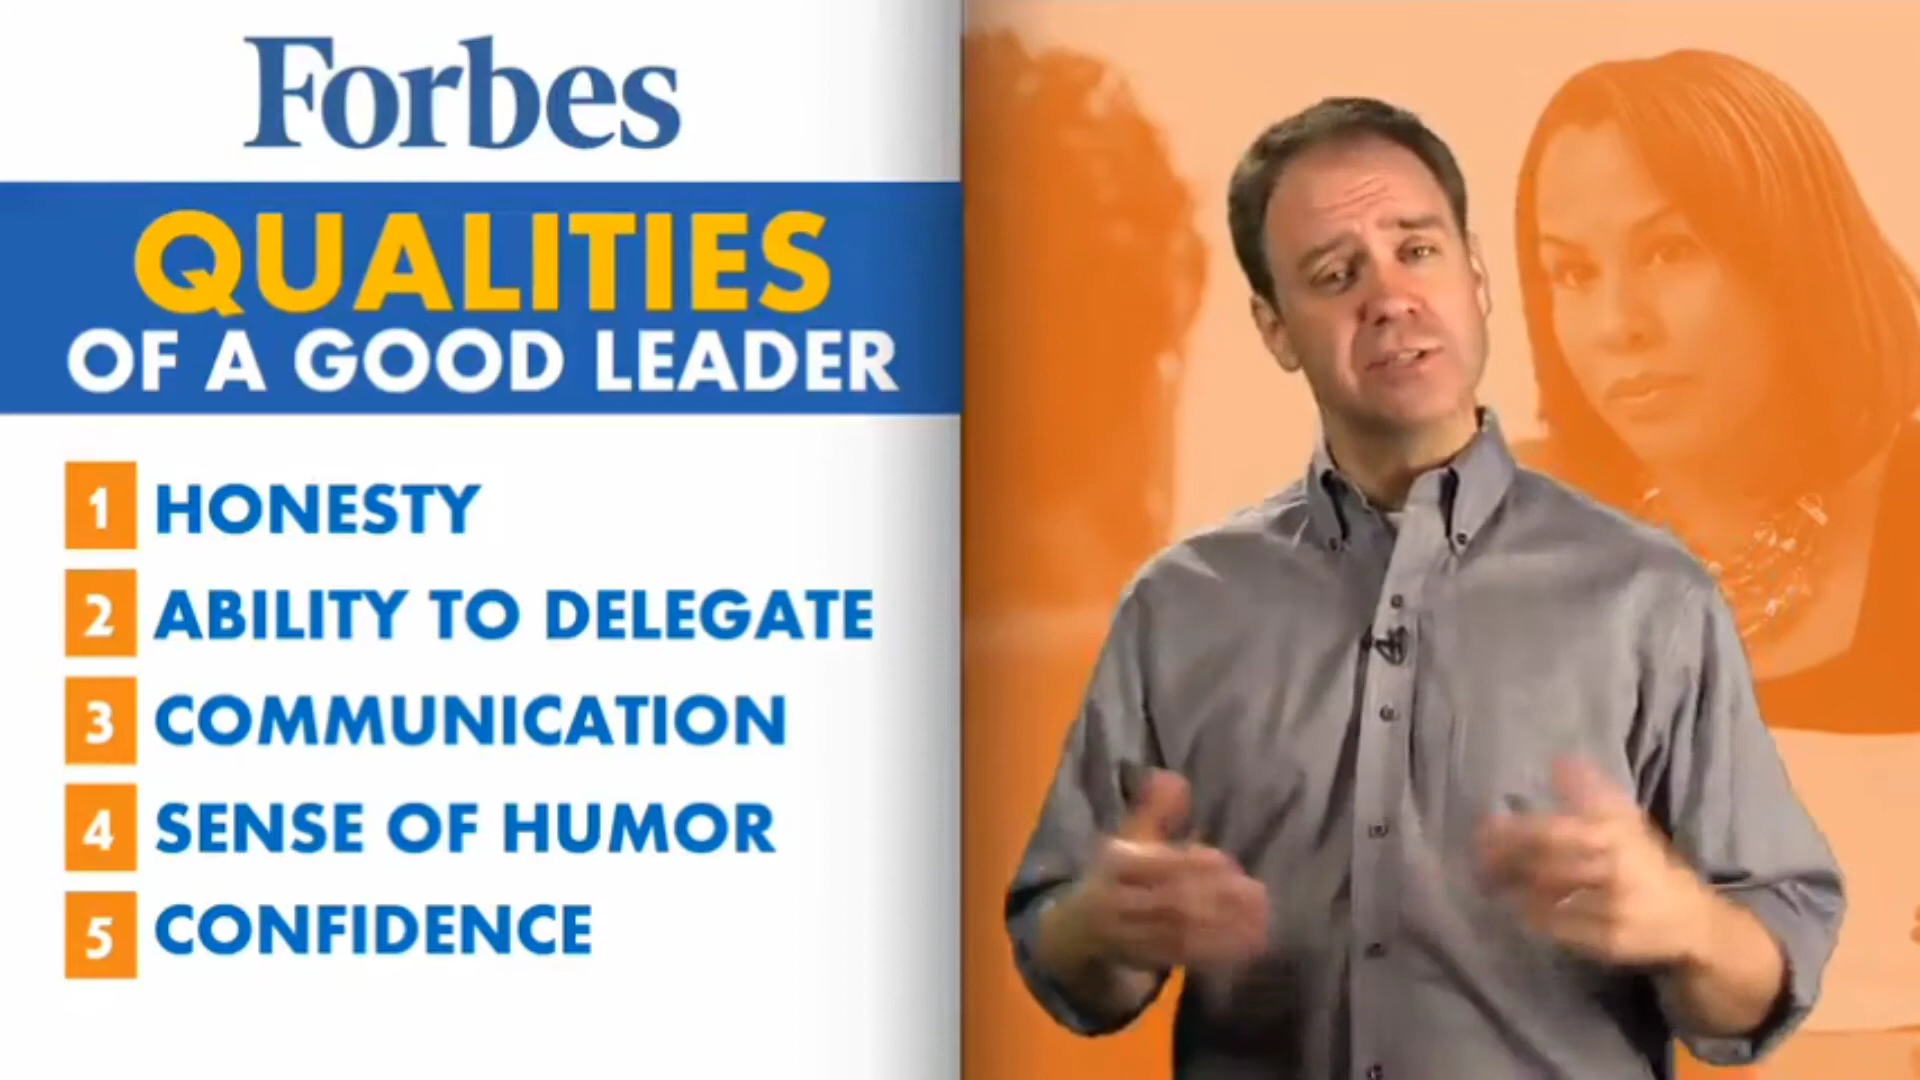 Forbes
QUALITIES
OF A GOOD LEADER
1 HONESTY
2 ABILITY TO DELEGATE
3 COMMUNICATION
4 SENSE OF HUMOR
5 CONFIDENCE